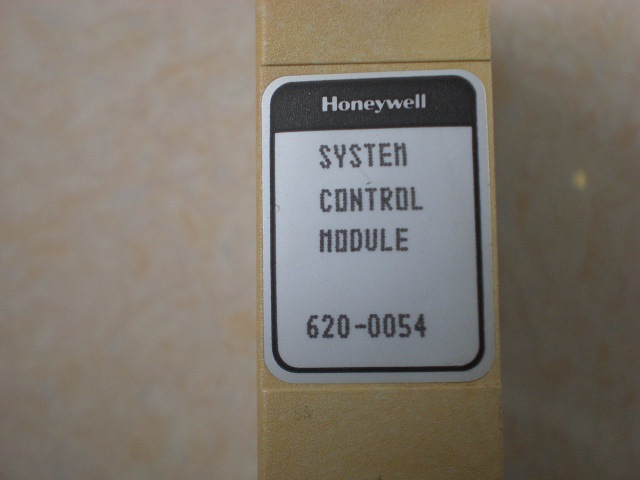 Honeywell
SYSTEM
CONTROL
MODULE
620-0054